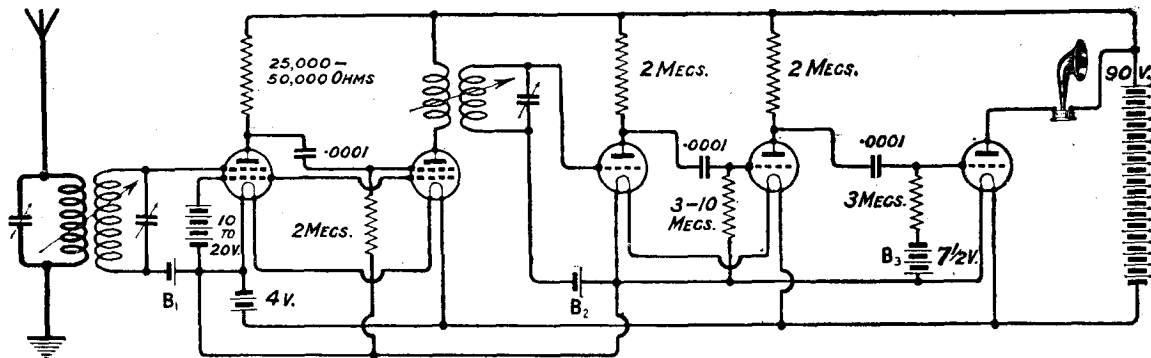 25,000 –
50,000 OHMS
.0001
2 MEGS.
10
TO
20V.
B1
4 V.
2 MEGS.
2 MEGS.
.0001
3–10
MEGS.
B2
.0001
3 MEGS.
B3
7½V.
90 V.